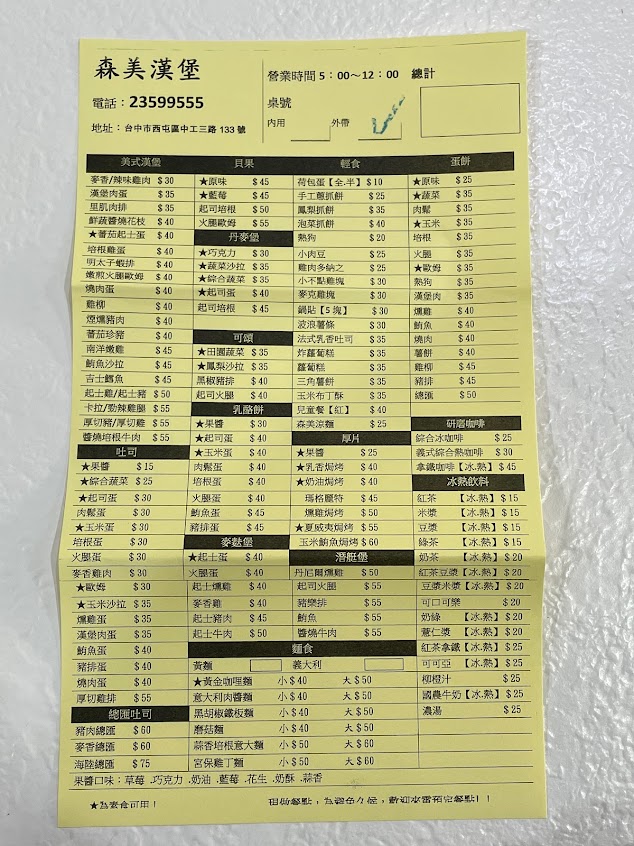 森美漢堡
電話：23599555
地址：台中市西屯區中工三路 133 號
營業時間 5：00～12：00 總計
桌號
內用 外帶
美式漢堡
麥香/辣味雞肉 $30
漢堡肉蛋 $35
里肌肉排 $35
鮮蔬醬燒花枝 $40
★番茄起士蛋 $40
培根雞蛋 $40
明太子蝦排 $40
嫩煎火腿歐姆 $40
燒肉蛋 $40
雞柳 $40
煙燻豬肉 $40
蕃茄珍豬 $40
南洋嫩雞 $45
鮪魚沙拉 $45
吉士鱈魚 $45
起士雞/起士豬 $50
卡拉/勁辣雞腿 $55
厚切豬/厚切雞 $55
醬燒培根牛肉 $55
吐司
★果醬 $15
★綜合蔬菜 $25
★起司蛋 $30
肉鬆蛋 $30
★玉米蛋 $30
培根蛋 $30
火腿蛋 $30
麥香雞肉 $30
★歐姆 $30
★玉米沙拉 $35
燻雞蛋 $35
漢堡肉蛋 $35
鮪魚蛋 $40
豬排蛋 $40
燒肉蛋 $40
厚切雞排 $55
總匯吐司
豬肉總匯 $60
麥香總匯 $60
海陸總匯 $75
貝果
★原味 $45
★藍莓 $45
起司培根 $50
火腿歐姆 $55
丹麥堡
★巧克力 $30
★蔬菜沙拉 $35
★綜合蔬菜 $35
★起司蛋 $40
起司培根 $45
可頌
★田園蔬菜 $35
★鳳梨沙拉 $35
黑椒豬排 $40
起司火腿 $40
乳酪餅
★果醬 $30
★起司蛋 $40
★玉米蛋 $40
肉鬆蛋 $40
培根蛋 $40
火腿蛋 $40
鮪魚蛋 $45
豬排蛋 $45
麥鬆堡
★起士蛋 $40
火腿蛋 $40
起士燻雞 $40
麥香雞 $40
起士豬肉 $45
起士牛肉 $50
輕食
荷包蛋【全.半】$10
手工蔥抓餅 $25
鳳梨抓餅 $35
泡菜抓餅 $40
熱狗 $20
小肉豆 $25
雞肉多納之 $25
小不點雞塊 $30
麥克雞塊 $30
鍋貼【5 塊】 $30
波浪薯條 $30
法式乳香吐司 $35
炸蘿蔔糕 $35
蘿蔔糕 $35
三角薯餅 $35
玉米布丁酥 $35
兒童餐【紅】 $40
森美涼麵 $25
厚片
★果醬 $25
★乳香焗烤 $40
★奶油焗烤 $40
瑪格麗特 $45
燻雞焗烤 $50
★夏威夷焗烤 $55
玉米鮪魚焗烤 $60
潛艇堡
丹尼爾燻雞 $50
起司火腿 $55
豬樂排 $55
鮪魚 $55
醬燒牛肉 $55
蛋餅
★原味 $25
★蔬菜 $35
肉鬆 $35
★玉米 $35
培根 $35
火腿 $35
★歐姆 $35
熱狗 $35
漢堡肉 $35
燻雞 $40
鮪魚 $40
燒肉 $40
薯餅 $40
雞柳 $45
豬排 $45
總匯 $50
研磨咖啡
綜合冰咖啡 $25
義式綜合熱咖啡 $30
拿鐵咖啡【冰.熱】$45
冰熱飲料
紅茶 【冰.熱】$15
米漿 【冰.熱】$15
豆漿 【冰.熱】$15
綠茶 【冰.熱】$15
奶茶 【冰.熱】$20
紅茶豆漿【冰.熱】$20
豆漿米漿【冰.熱】$20
可口可樂 $20
奶綠 【冰.熱】$20
薏仁漿 【冰.熱】$20
紅茶拿鐵【冰.熱】$25
可可亞 【冰.熱】$25
柳橙汁 $25
國農牛奶【冰.熱】$25
濃湯 $25
麵食
黃麵 義大利
★黃金咖哩麵 小$40 大$50
意大利肉醬麵 小$40 大$50
黑胡椒鐵板麵 小$40 大$50
磨菇麵 小$40 大$50
蒜香培根意大麵 小$50 大$60
宮保雞丁麵 小$50 大$60
果醬口味：草莓 .巧克力 .奶油 .藍莓 .花生 .奶酥 .蒜香
★為素食可用！
現做餐點，為避免久候，歡迎來電預定餐點！！